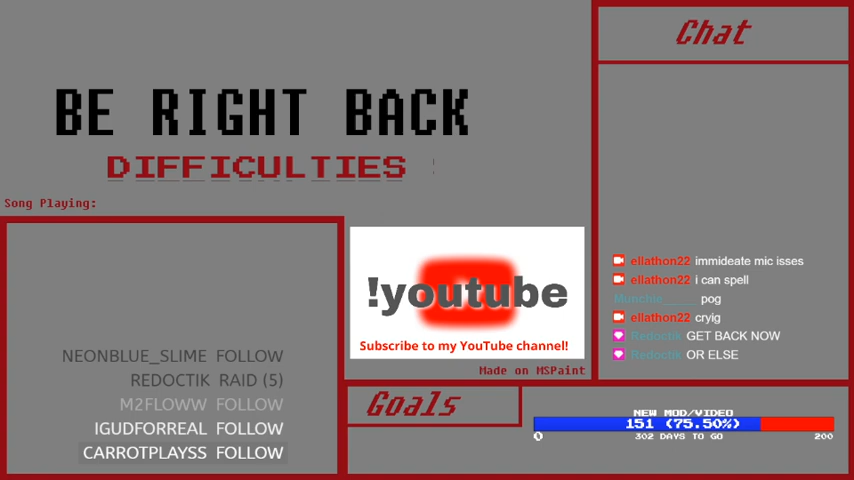 BE RIGHT BACK
DIFFICULTIES
Song Playing:
NEONBLUE_SLIME FOLLOW
REDOCTIK RAID (5)
M2FLOWW FOLLOW
IGUDFORREAL FOLLOW
CARROTPLAYSS FOLLOW
!youtube
Subscribe to my YouTube channel!
Made on MSPaint
Goals
NEW MOD/VIDEO
151 (75.50%)
0 302 DAYS TO GO 200
Chat
ellathon22 immideate mic isses
ellathon22 i can spell
pog
ellathon22 cryig
Redoctik GET BACK NOW
Redoctik OR ELSE